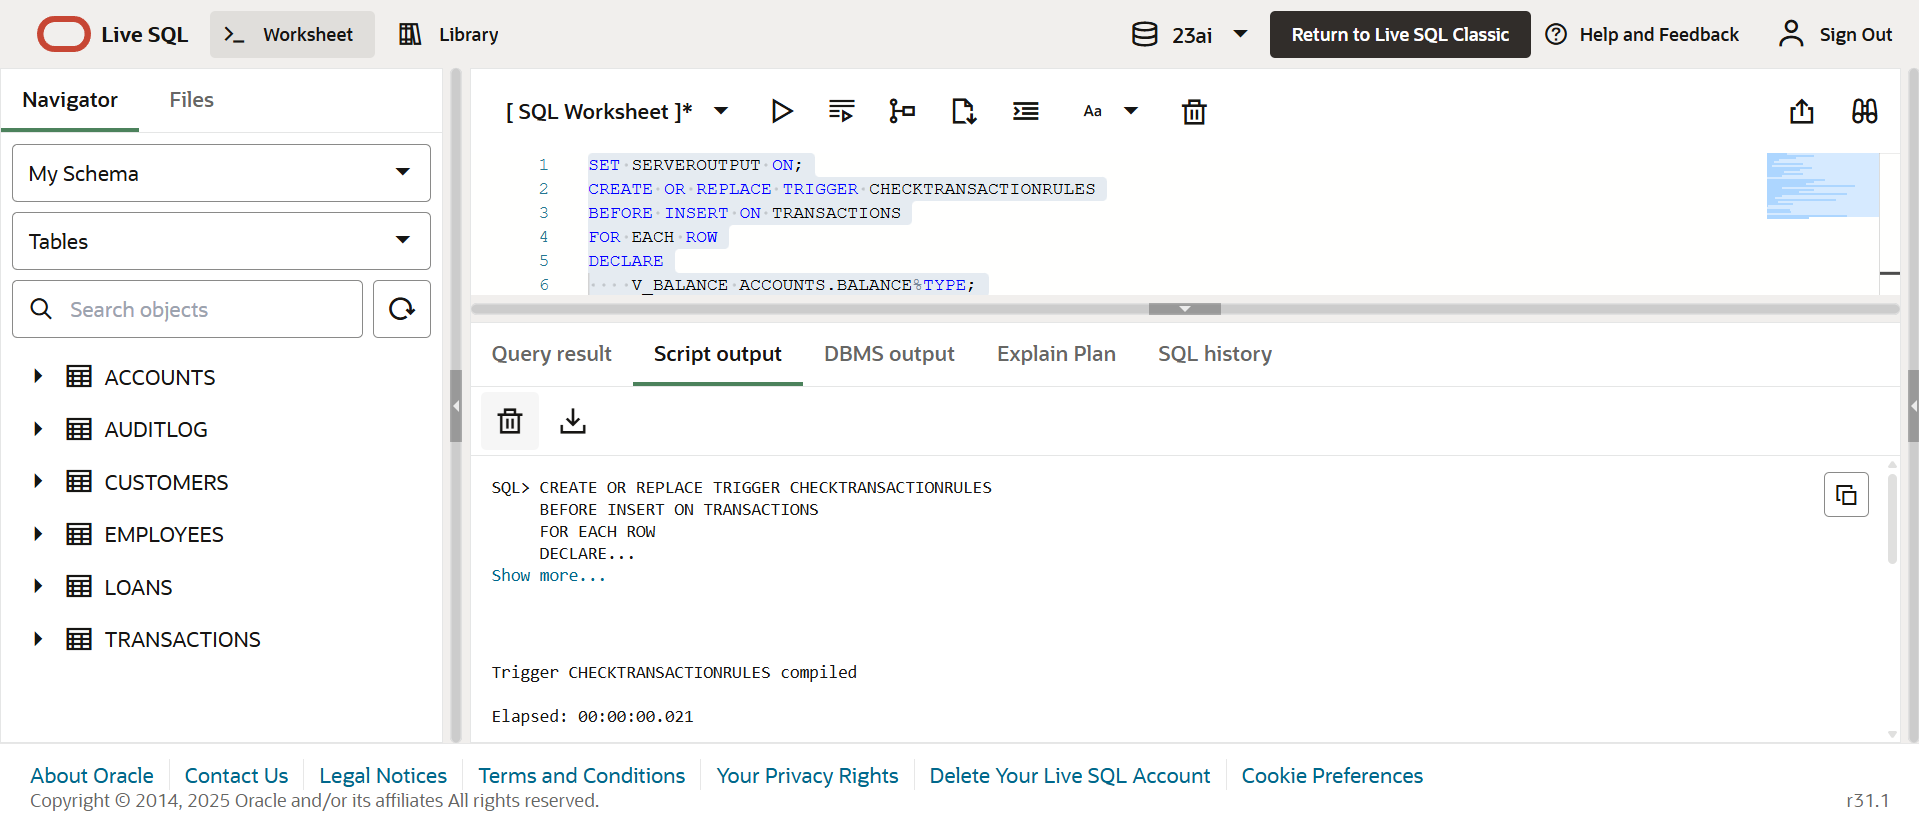 Live SQL
Worksheet
Library
23ai
Return to Live SQL Classic
Help and Feedback
Sign Out
Navigator
Files
My Schema
Tables
Search objects
ACCOUNTS
AUDITLOG
CUSTOMERS
EMPLOYEES
LOANS
TRANSACTIONS
[ SQL Worksheet ]*
Aa
1 SET SERVEROUTPUT ON;
2 CREATE OR REPLACE TRIGGER CHECKTRANSACTIONRULES
3 BEFORE INSERT ON TRANSACTIONS
4 FOR EACH ROW
5 DECLARE
6 V_BALANCE ACCOUNTS.BALANCE%TYPE;
Query result
Script output
DBMS output
Explain Plan
SQL history
SQL> CREATE OR REPLACE TRIGGER CHECKTRANSACTIONRULES
BEFORE INSERT ON TRANSACTIONS
FOR EACH ROW
DECLARE...
Show more...
Trigger CHECKTRANSACTIONRULES compiled
Elapsed: 00:00:00.021
About Oracle
Contact Us
Legal Notices
Terms and Conditions
Your Privacy Rights
Delete Your Live SQL Account
Cookie Preferences
Copyright © 2014, 2025 Oracle and/or its affiliates All rights reserved.
r31.1